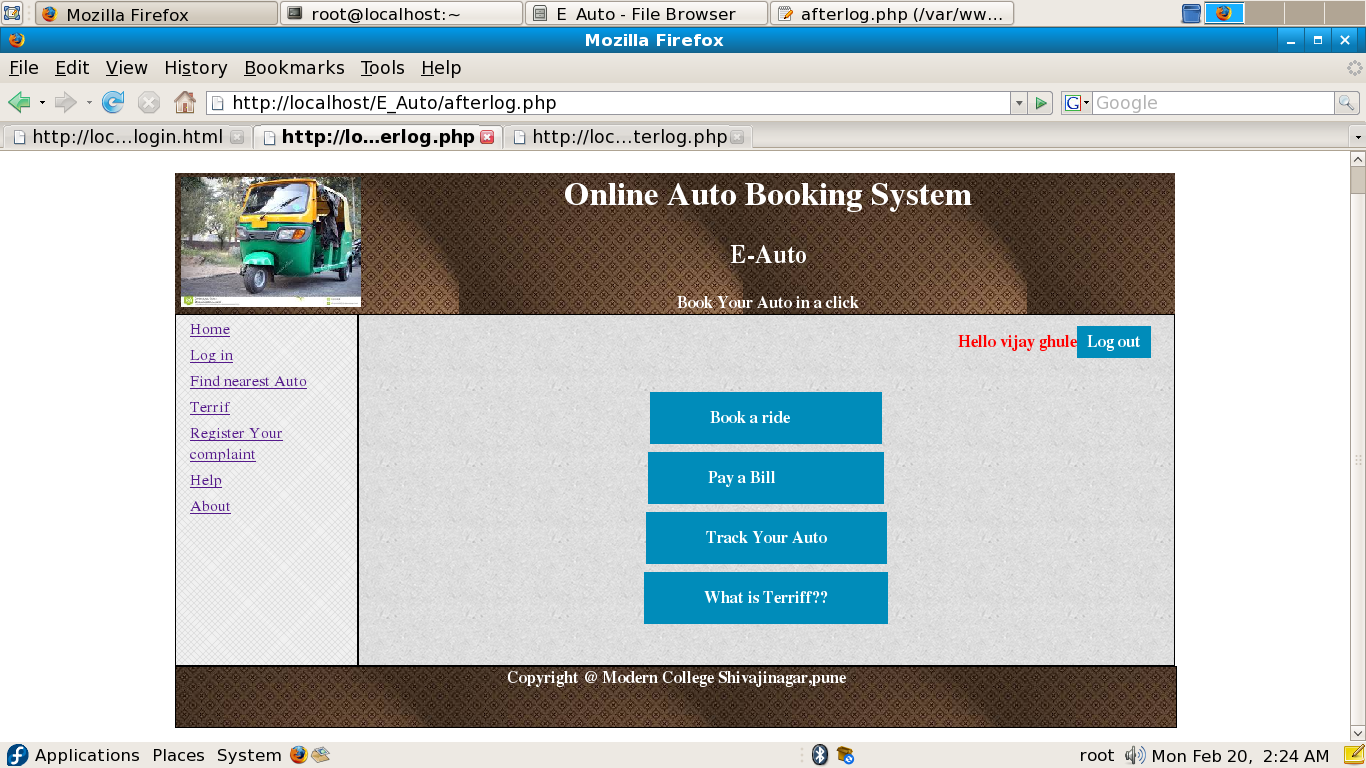 Mozilla Firefox
root@localhost:~
E_Auto - File Browser
afterlog.php (/var/ww...
Mozilla Firefox
File Edit View History Bookmarks Tools Help
http://localhost/E_Auto/afterlog.php
Google
http://loc...login.html
http://lo...erlog.php
http://loc...terlog.php
Online Auto Booking System
E-Auto
Book Your Auto in a click
Home
Log in
Find nearest Auto
Terrif
Register Your
complaint
Help
About
Hello vijay ghule
Log out
Book a ride
Pay a Bill
Track Your Auto
What is Terriff??
Copyright @ Modern College Shivajinagar,pune
Applications Places System
root
Mon Feb 20, 2:24 AM